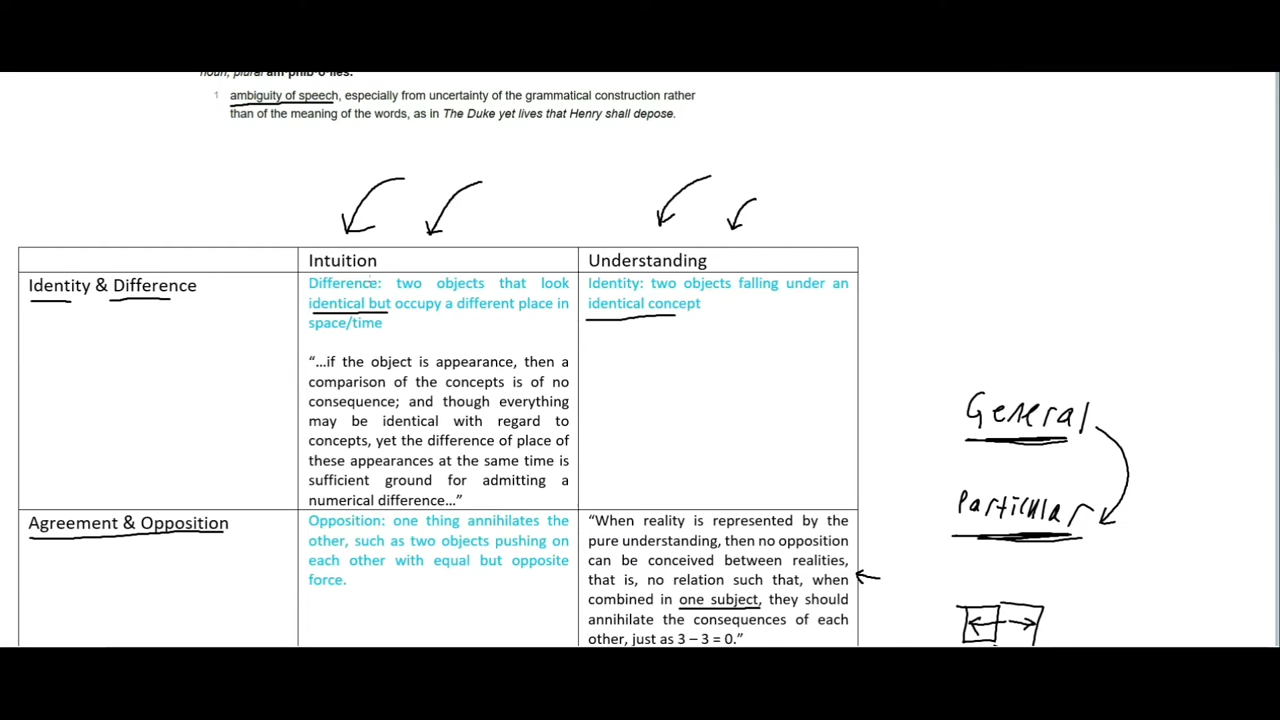 noun, plural am·phib·o·lies.
1 ambiguity of speech, especially from uncertainty of the grammatical construction rather
than of the meaning of the words, as in The Duke yet lives that Henry shall depose.
Intuition
Understanding
Identity & Difference
Difference: two objects that look
identical but occupy a different place in
space/time
“…if the object is appearance, then a
comparison of the concepts is of no
consequence; and though everything
may be identical with regard to
concepts, yet the difference of place of
these appearances at the same time is
sufficient ground for admitting a
numerical difference…”
Identity: two objects falling under an
identical concept
Agreement & Opposition
Opposition: one thing annihilates the
other, such as two objects pushing on
each other with equal but opposite
force.
“When reality is represented by the
pure understanding, then no opposition
can be conceived between realities,
that is, no relation such that, when
combined in one subject, they should
annihilate the consequences of each
other, just as 3 – 3 = 0.”
General
Particular